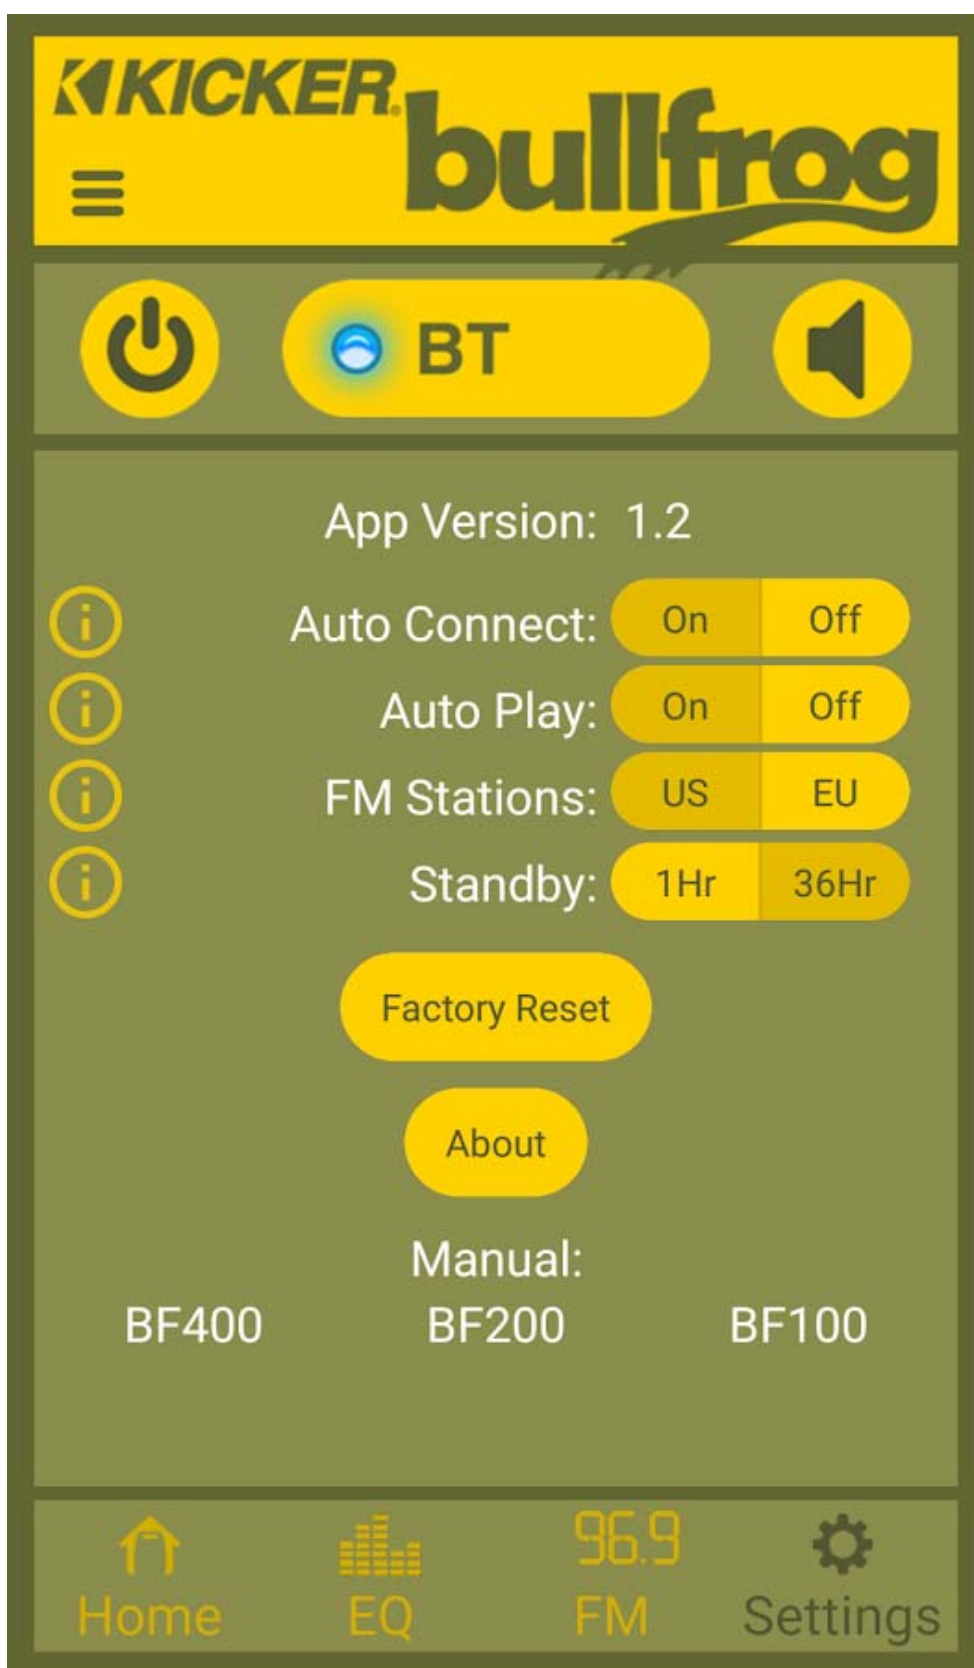 KICKER
bullfrog
BT
App Version: 1.2
Auto Connect: On Off
Auto Play: On Off
FM Stations: US EU
Standby: 1Hr 36Hr
Factory Reset
About
Manual:
BF400 BF200 BF100
96.9
Home EQ FM Settings